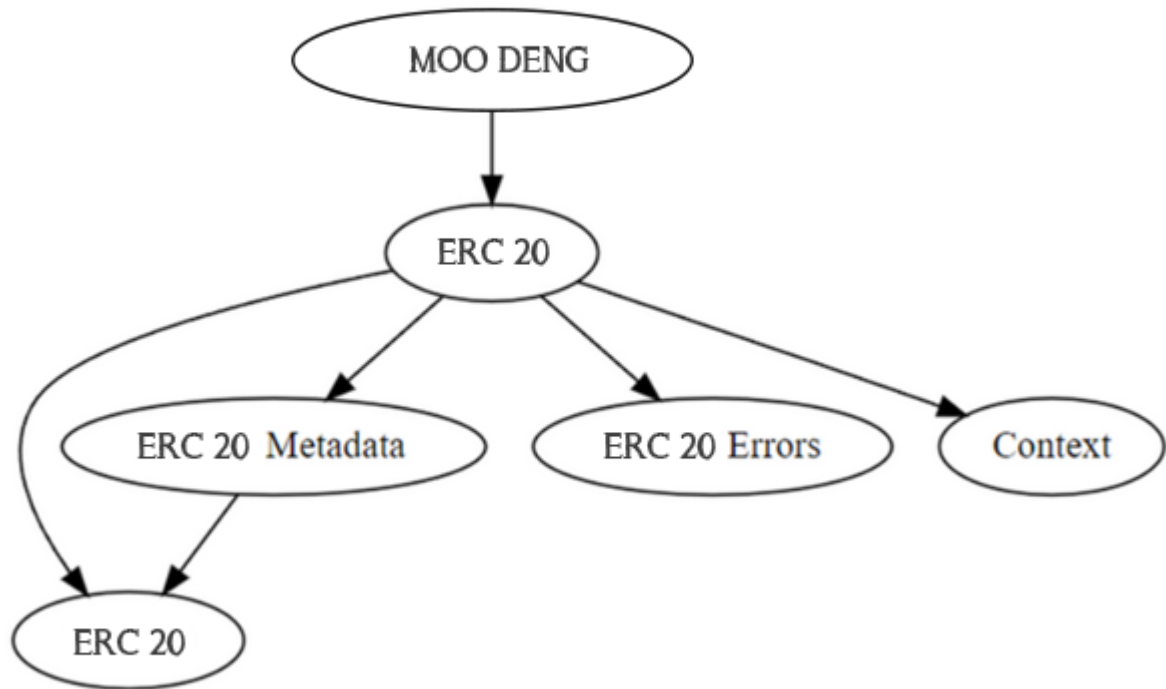 MOO DENG
ERC 20
ERC 20 Metadata
ERC 20 Errors
Context
ERC 20